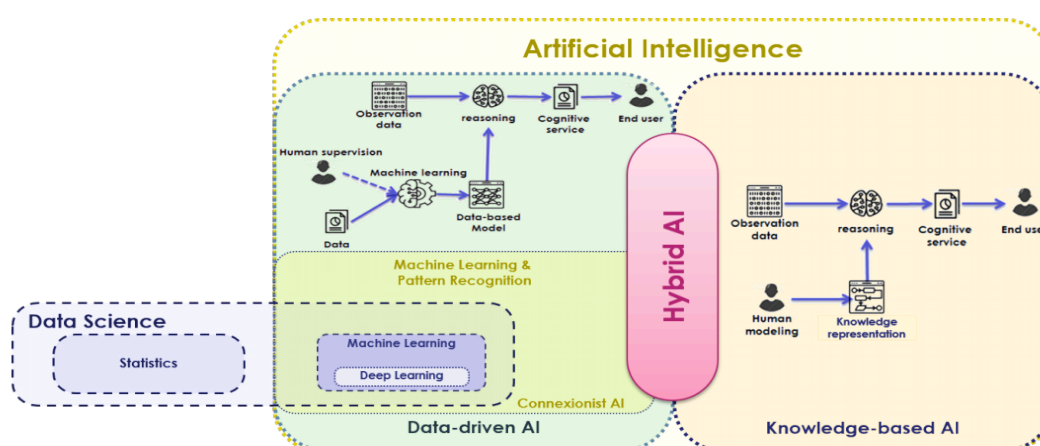 Artificial Intelligence
Observation
data
reasoning
Cognitive
service
End user
Human supervision
Machine learning
Data-based
Model
Data
Machine Learning &
Pattern Recognition
Data Science
Statistics
Machine Learning
Deep Learning
Connexionist AI
Data-driven AI
Hybrid AI
Observation
data
reasoning
Cognitive
service
End user
Human
modeling
Knowledge
representation
Knowledge-based AI